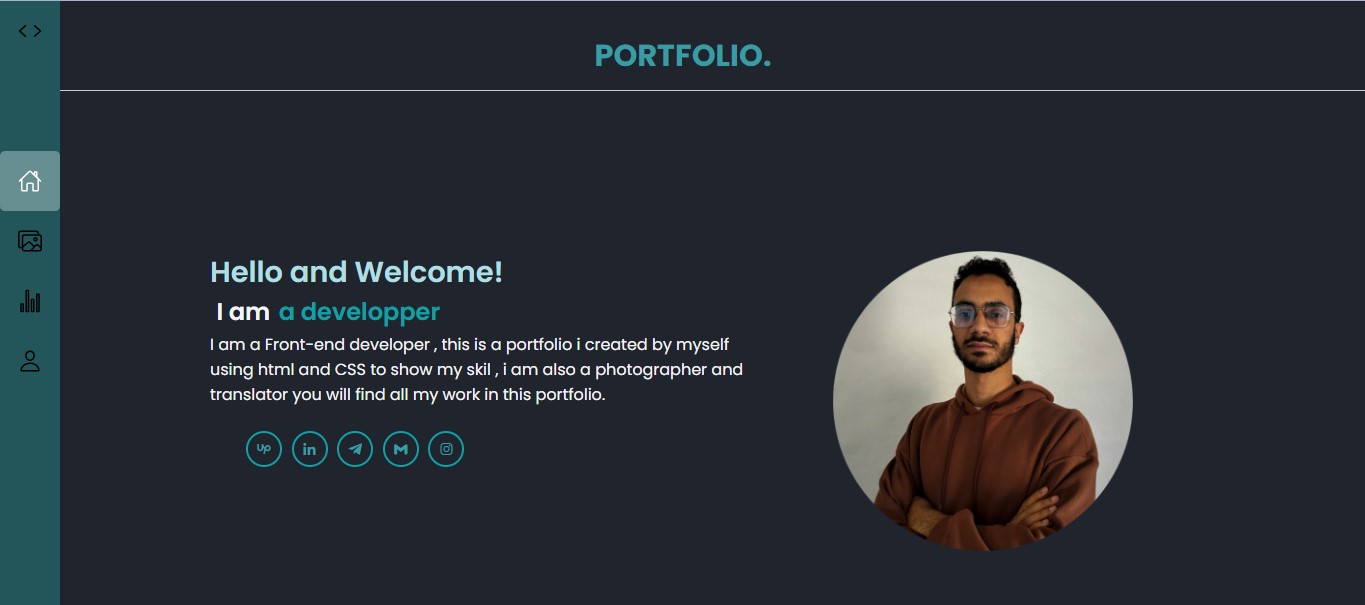 PORTFOLIO.
Hello and Welcome!
I am a developper
I am a Front-end developer , this is a portfolio i created by myself
using html and CSS to show my skil , i am also a photographer and
translator you will find all my work in this portfolio.
up in